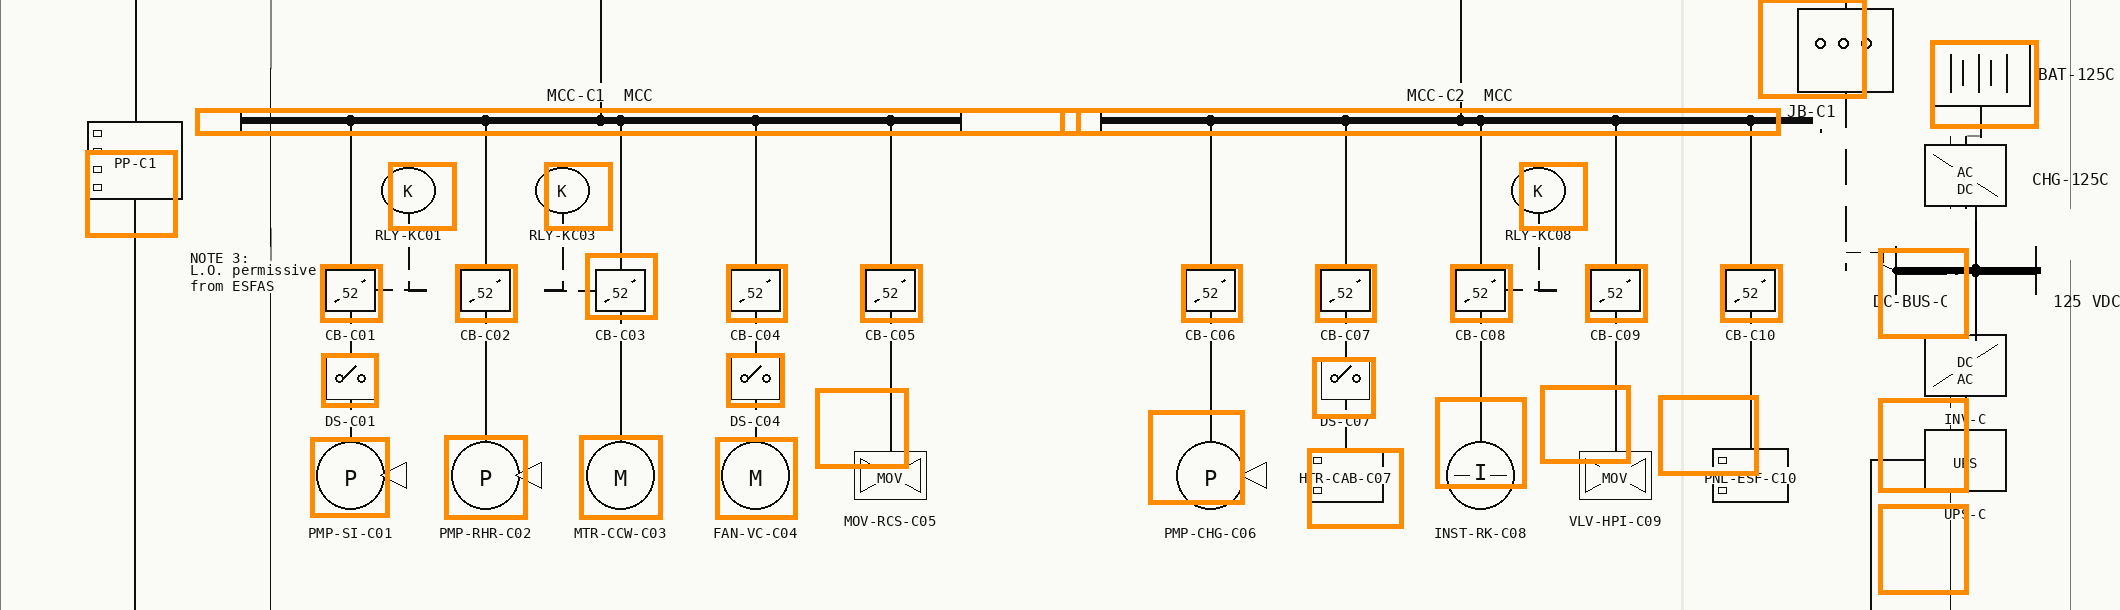 MCC-C1 MCC
MCC-C2 MCC
JB-C1
BAT-125C
PP-C1
AC
DC
CHG-125C
K
K
K
RLY-KC01
RLY-KC03
RLY-KC08
NOTE 3:
L.O. permissive
from ESFAS
52
52
52
52
52
52
52
52
52
52
DC-BUS-C
125 VDC
CB-C01
CB-C02
CB-C03
CB-C04
CB-C05
CB-C06
CB-C07
CB-C08
CB-C09
CB-C10
DC
AC
DS-C01
DS-C04
DS-C07
INV-C
P
P
M
M
MOV
P
HTR-CAB-C07
I
MOV
PNL-ESF-C10
UPS
UPS-C
PMP-SI-C01
PMP-RHR-C02
MTR-CCW-C03
FAN-VC-C04
MOV-RCS-C05
PMP-CHG-C06
INST-RK-C08
VLV-HPI-C09